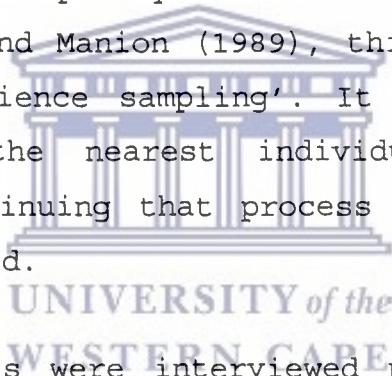 nd Manion (1989), thi
ience sampling'. It
the nearest individu
inuing that process
d.
UNIVERSITY of the
WESTERN CAPE
s were interviewed